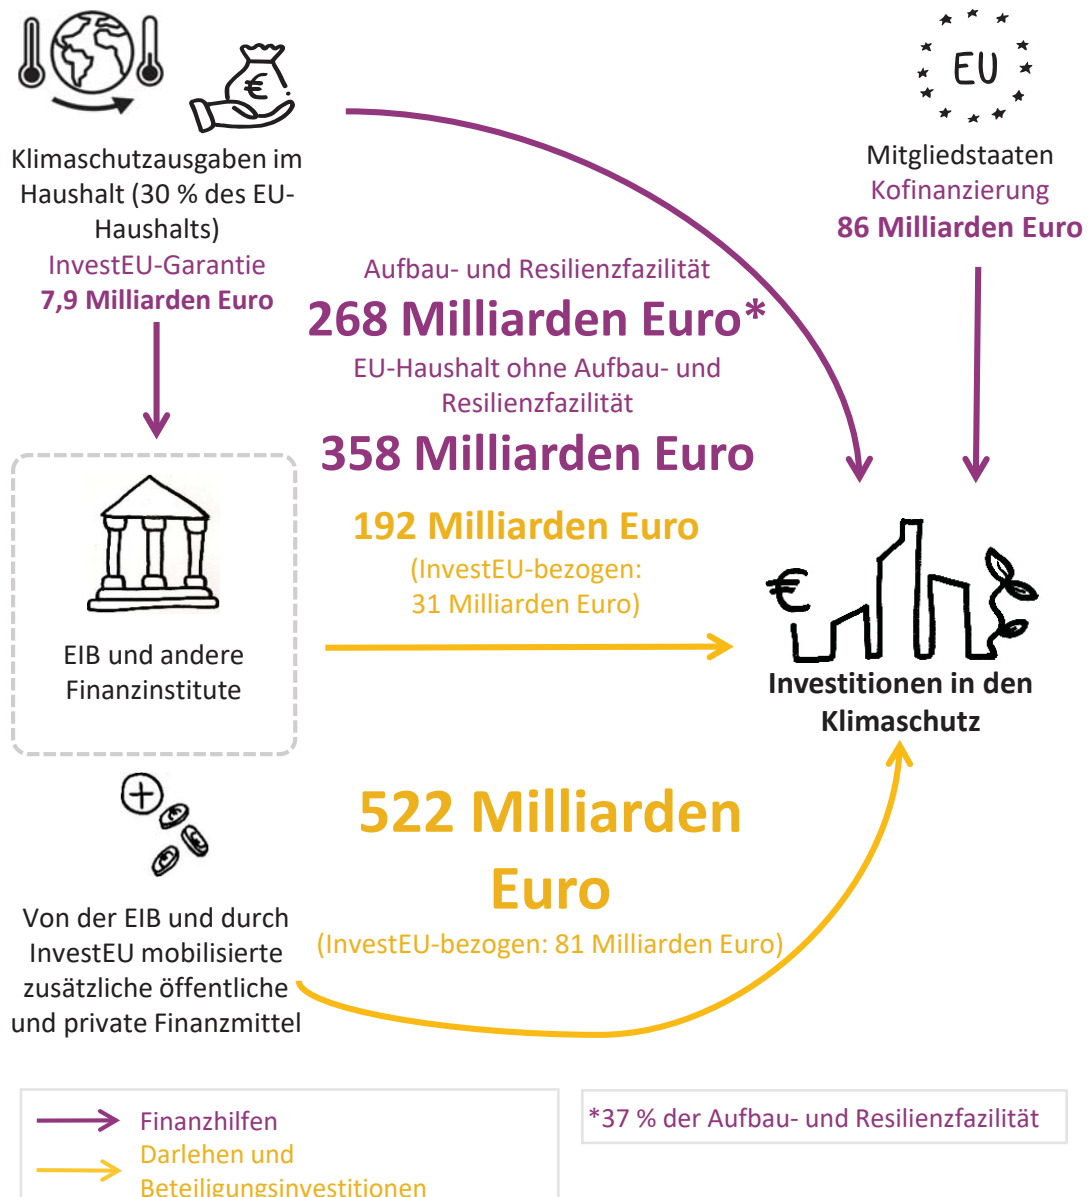 EU
Klimaschutzausgaben im
Haushalt (30 % des EU-
Haushalts)
InvestEU-Garantie
7,9 Milliarden Euro
Mitgliedstaaten
Kofinanzierung
86 Milliarden Euro
Aufbau- und Resilienzfazilität
268 Milliarden Euro*
EU-Haushalt ohne Aufbau- und
Resilienzfazilität
358 Milliarden Euro
192 Milliarden Euro
(InvestEU-bezogen:
31 Milliarden Euro)
EIB und andere
Finanzinstitute
Investitionen in den
Klimaschutz
522 Milliarden
Euro
(InvestEU-bezogen: 81 Milliarden Euro)
Von der EIB und durch
InvestEU mobilisierte
zusätzliche öffentliche
und private Finanzmittel
Finanzhilfen
Darlehen und
Beteiligungsinvestitionen
*37 % der Aufbau- und Resilienzfazilität